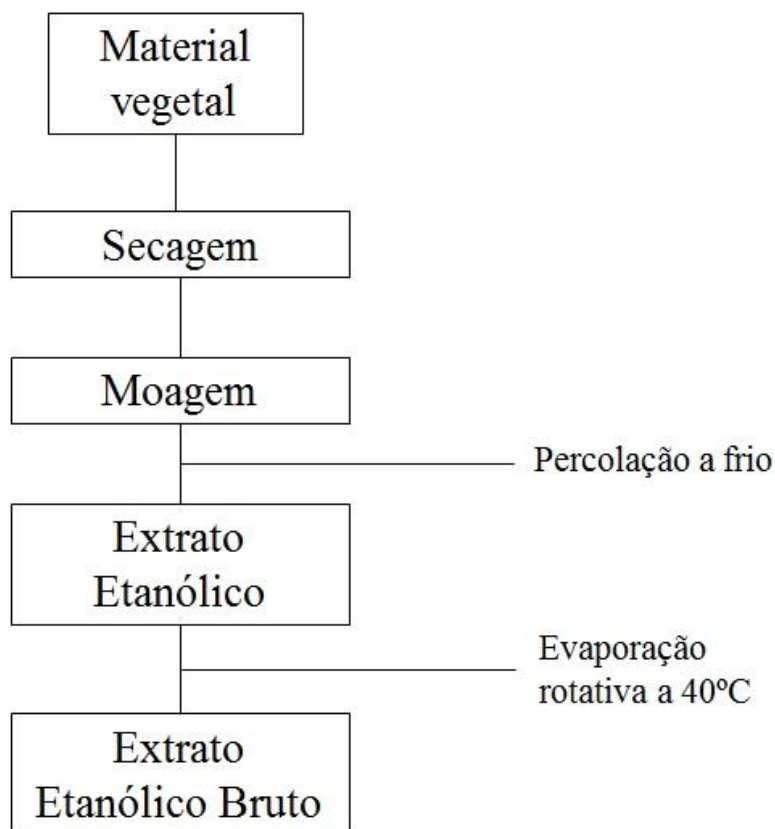 Material
vegetal
Secagem
Moagem
Percolação a frio
Extrato
Etanólico
Evaporação
rotativa a 40ºC
Extrato
Etanólico Bruto